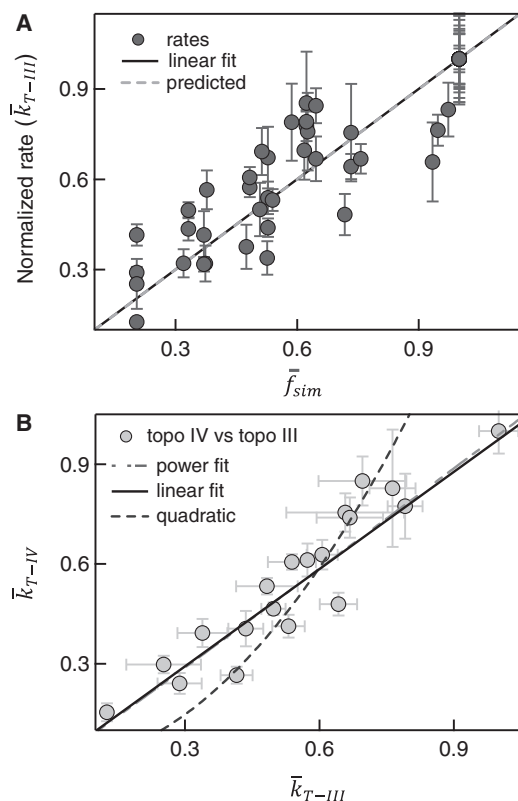 A
rates
linear fit
predicted
Normalized rate (k̄_{T−III})
0.9
0.6
0.3
0.3 0.6 0.9
f̄_{sim}
B
topo IV vs topo III
power fit
linear fit
quadratic
k̄_{T−IV}
0.9
0.6
0.3
0.3 0.6 0.9
k̄_{T−III}